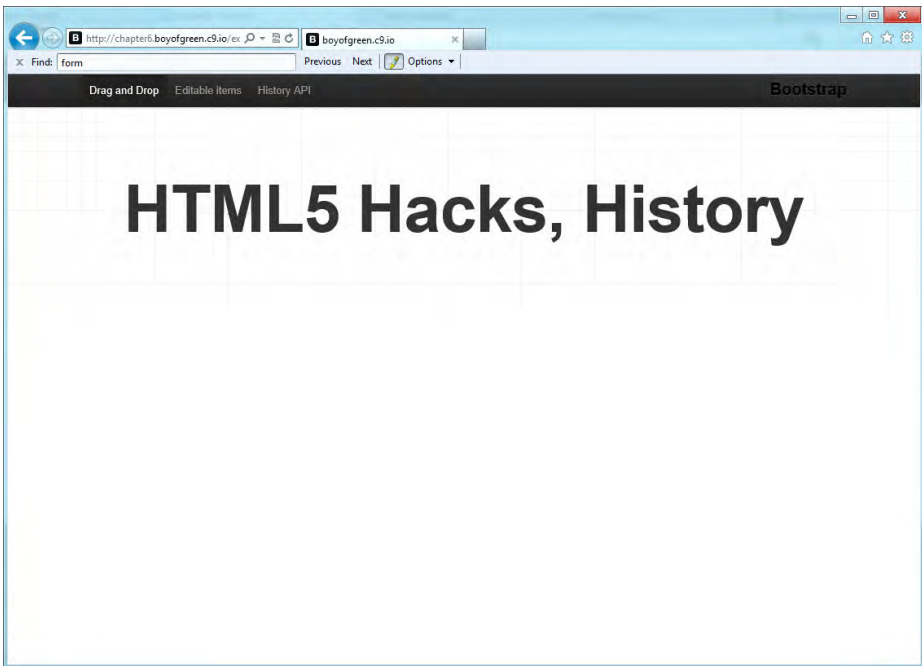 B http://chapter6.boyofgreen.c9.io/ex
B boyofgreen.c9.io ×
x Find: form Previous Next Options
Drag and Drop Editable items History API Bootstrap
HTML5 Hacks, History